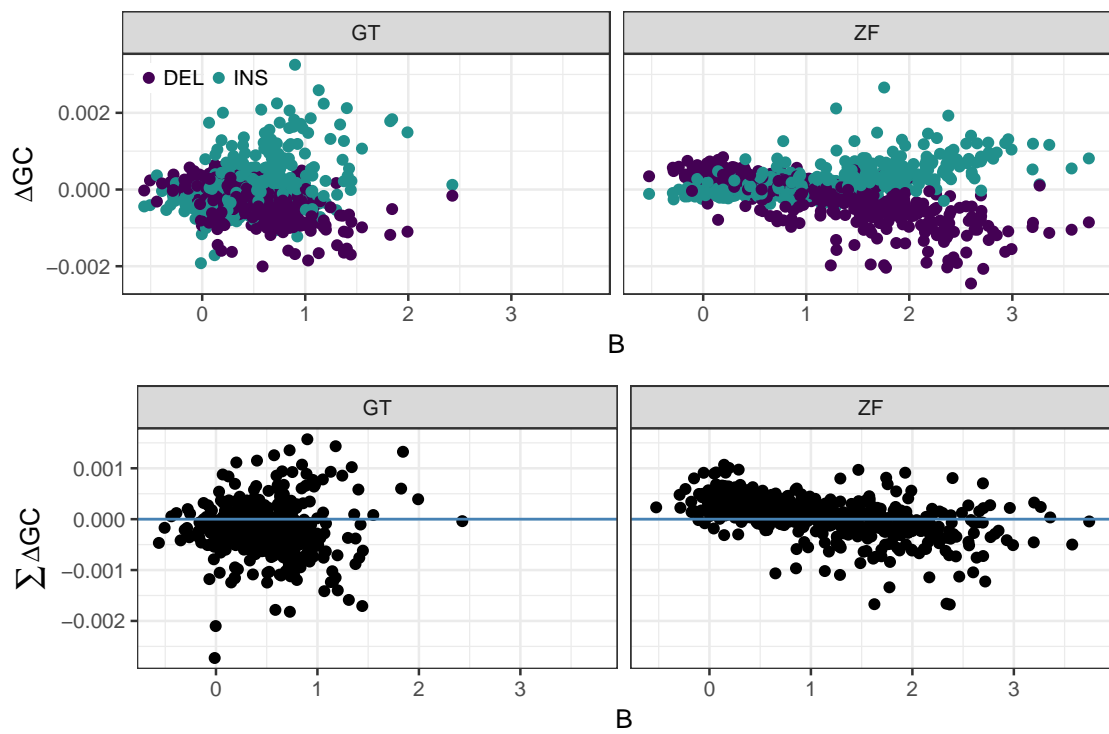 GT ZF
DEL INS
ΔGC
0.002
0.000
−0.002
0 1 2 3 0 1 2 3
B
GT ZF
∑ ΔGC
0.001
0.000
−0.001
−0.002
0 1 2 3 0 1 2 3
B